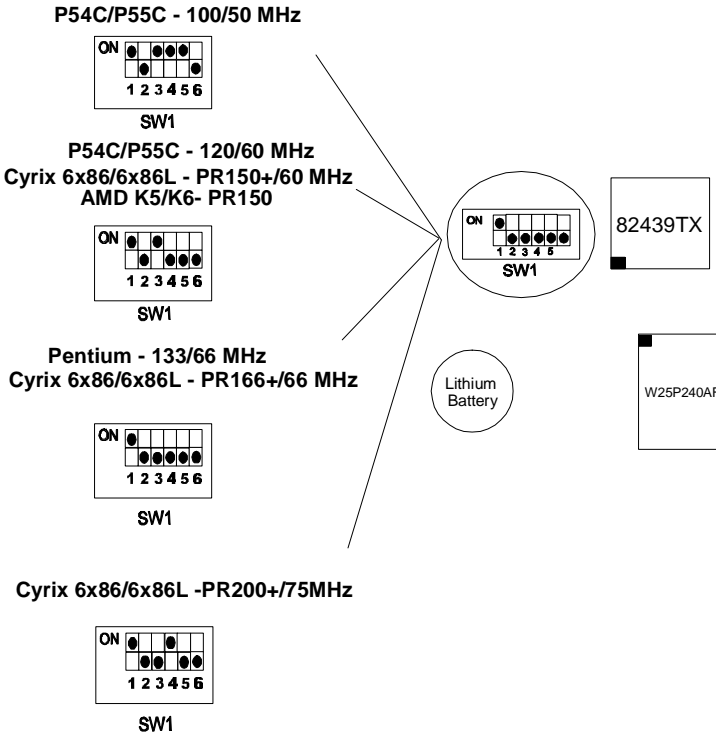 P54C/P55C - 100/50 MHz
ON
1 2 3 4 5 6
SW1
P54C/P55C - 120/60 MHz
Cyrix 6x86/6x86L - PR150+/60 MHz
AMD K5/K6- PR150
ON
1 2 3 4 5 6
SW1
Pentium - 133/66 MHz
Cyrix 6x86/6x86L - PR166+/66 MHz
ON
1 2 3 4 5 6
SW1
Cyrix 6x86/6x86L -PR200+/75MHz
ON
1 2 3 4 5 6
SW1
ON
1 2 3 4 5
SW1
82439TX
Lithium
Battery